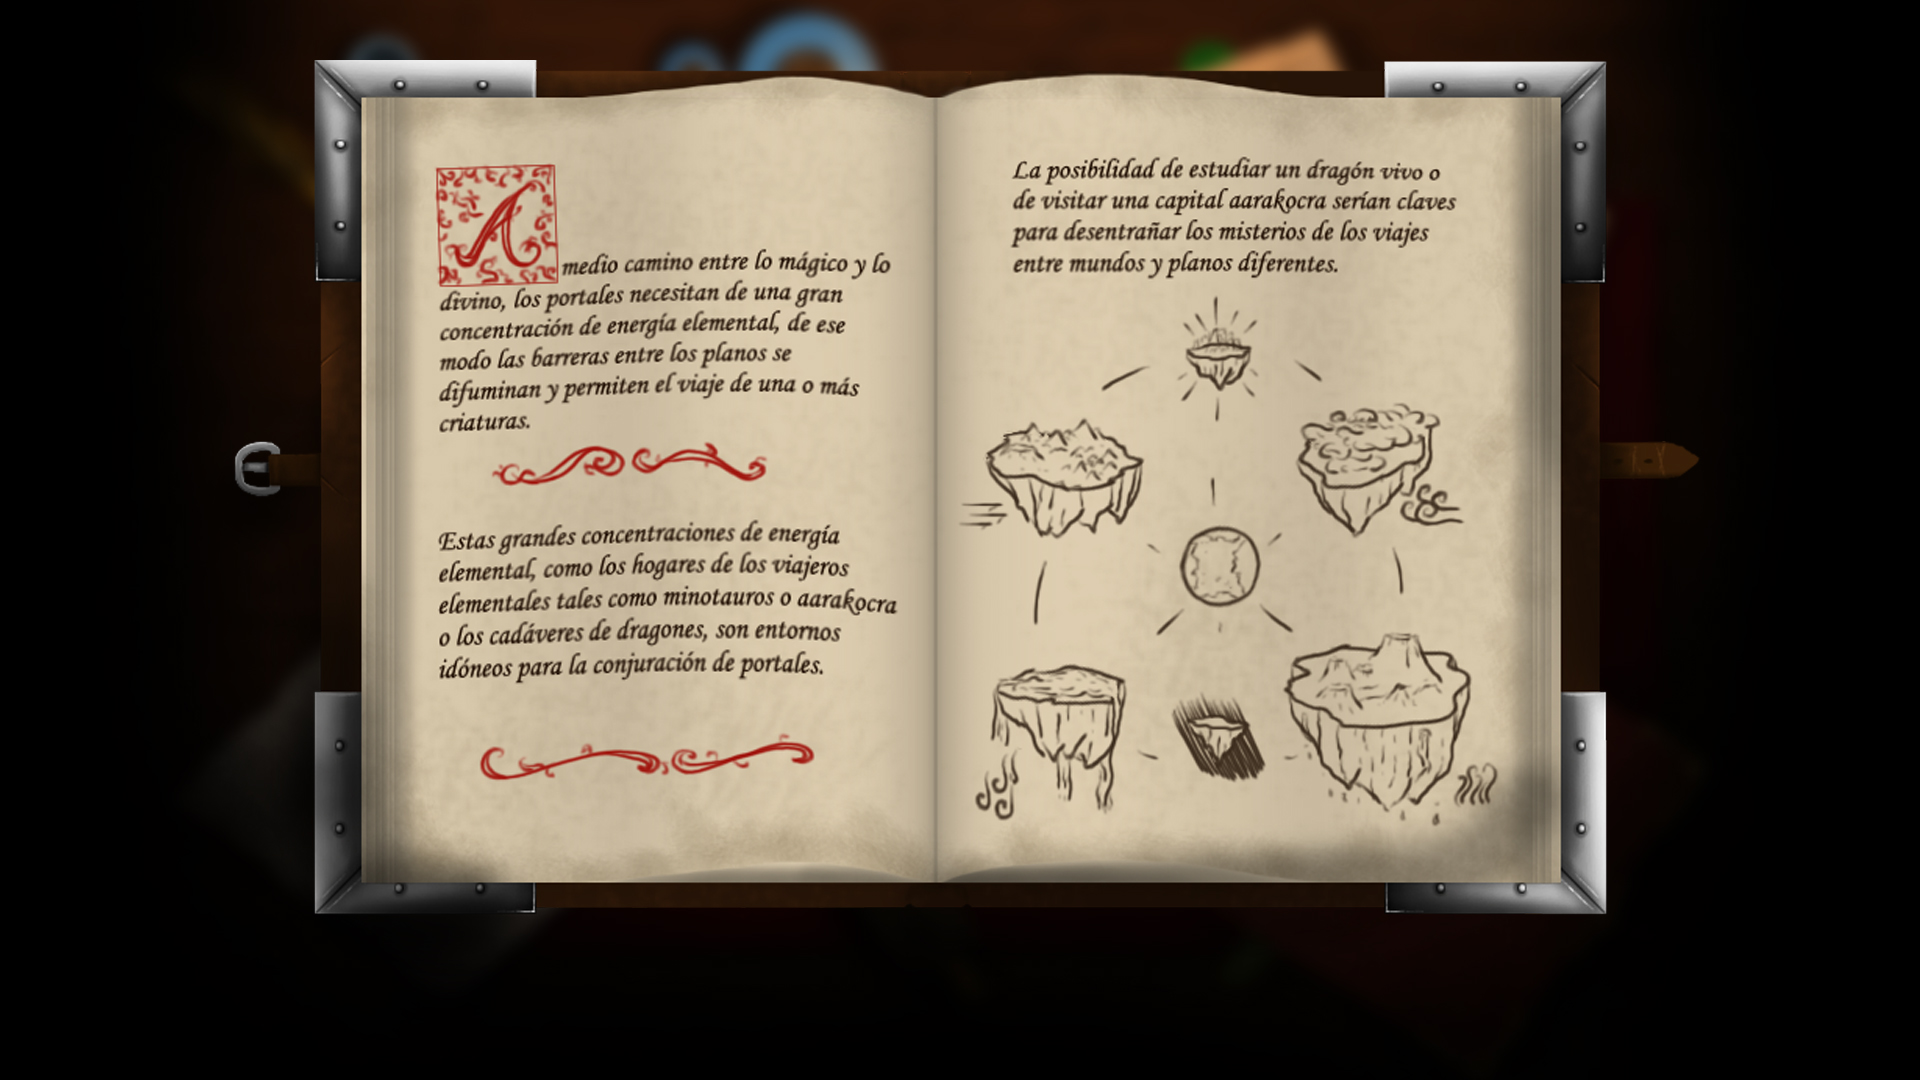 A medio camino entre lo mágico y lo
divino, los portales necesitan de una gran
concentración de energía elemental, de ese
modo las barreras entre los planos se
difuminan y permiten el viaje de una o más
criaturas.
Estas grandes concentraciones de energía
elemental, como los hogares de los viajeros
elementales tales como minotauros o aarakocra
o los cadáveres de dragones, son entornos
idóneos para la conjuración de portales.
La posibilidad de estudiar un dragón vivo o
de visitar una capital aarakocra serían claves
para desentrañar los misterios de los viajes
entre mundos y planos diferentes.